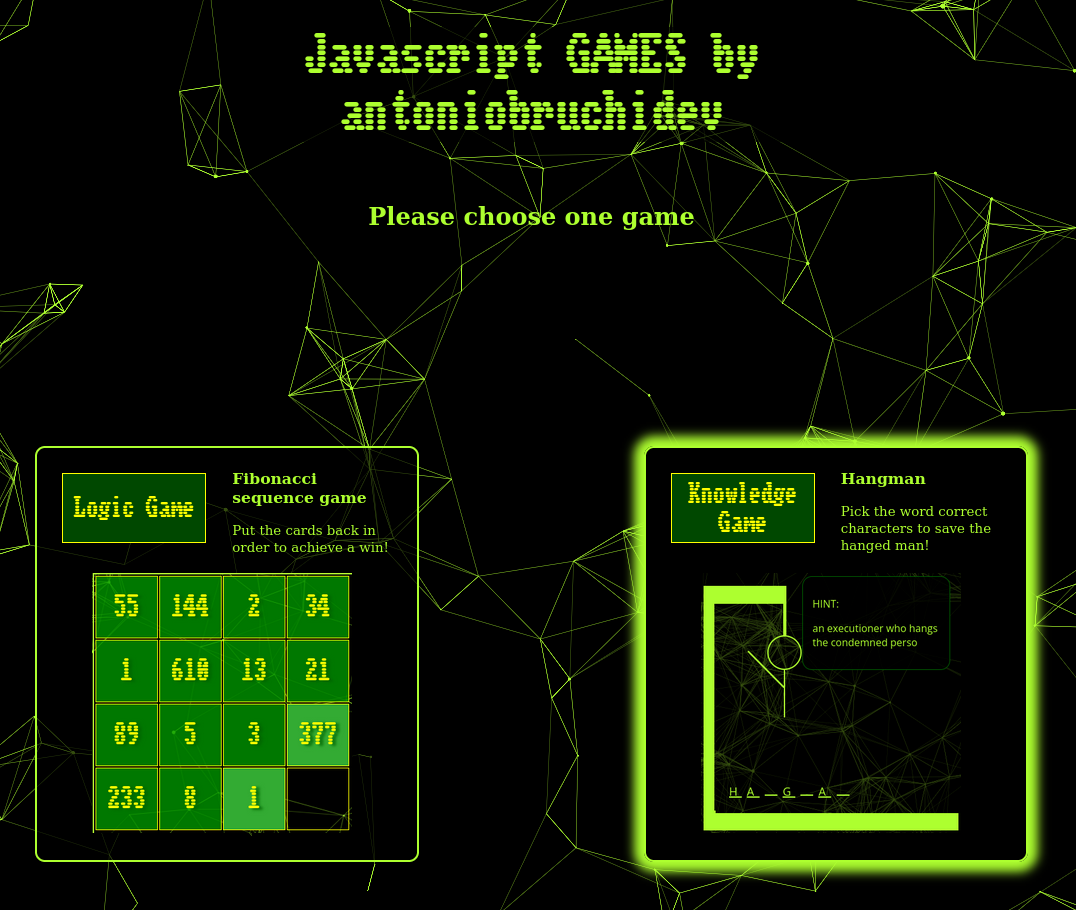 Javascript GAMES by
antoniobruchidev
Please choose one game
Logic Game
Fibonacci
sequence game
Put the cards back in
order to achieve a win!
55 144 2 34
1 610 13 21
89 5 3 377
233 8 1
Knowledge
Game
Hangman
Pick the word correct
characters to save the
hanged man!
HINT:
an executioner who hangs
the condemned perso
H A _ G _ A _